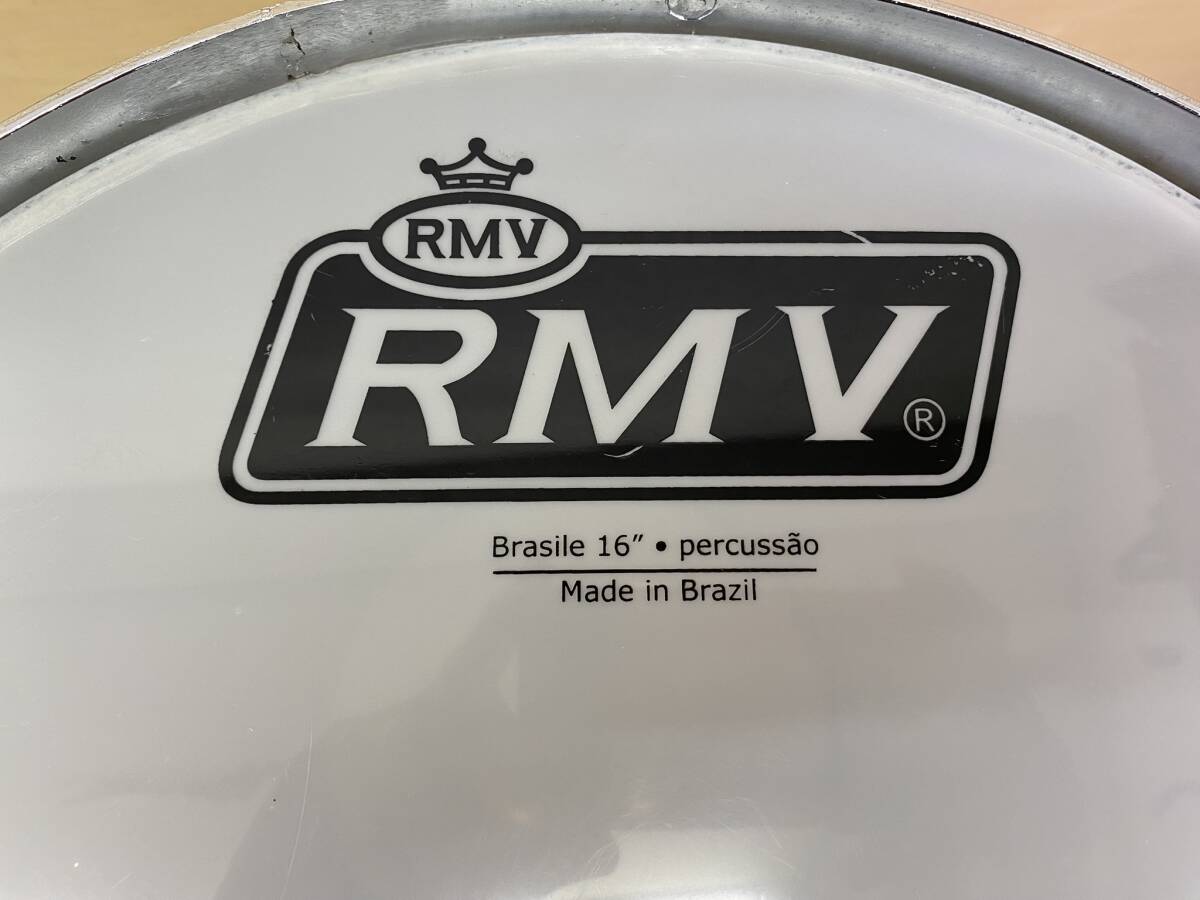 RMV
RMV®
Brasile 16” • percussão
Made in Brazil